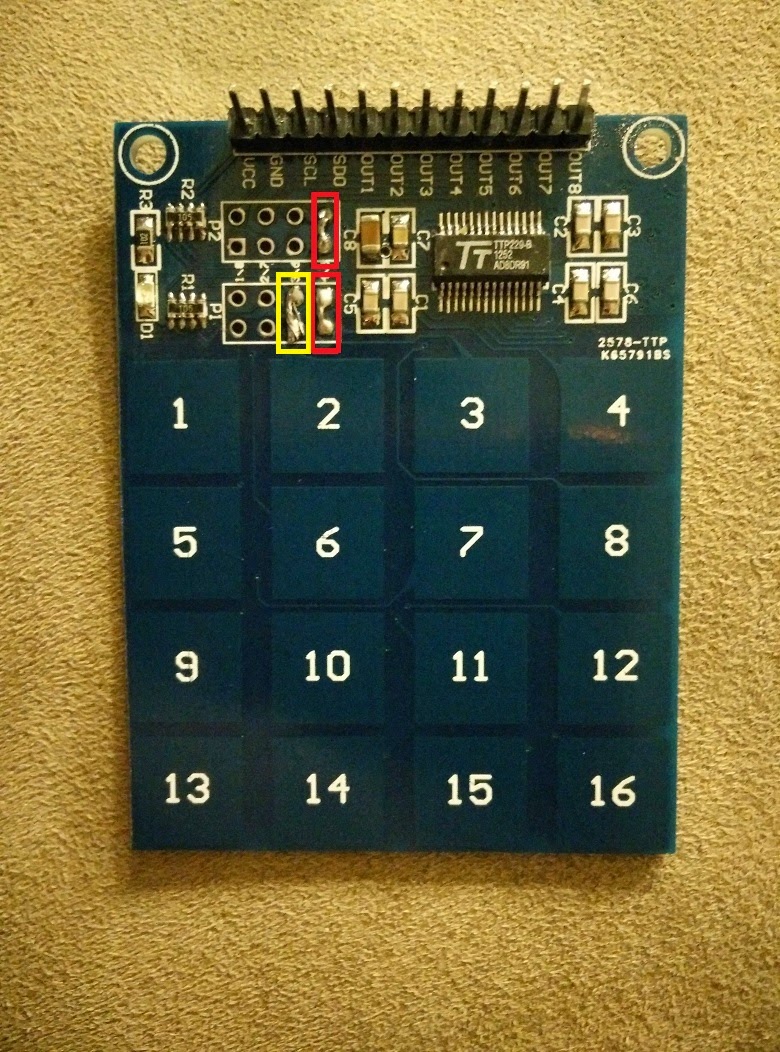 VCC GND SCL SDO OUT1 OUT2 OUT3 OUT4 OUT5 OUT6 OUT7 OUT8
R3 R2 P2 C8 C7 C2 C3
105
TTP229-B
1252
AD8DR91
D1 R1 P1 C5 C4 C6
2578-TTP
K65791BS
1 2 3 4
5 6 7 8
9 10 11 12
13 14 15 16